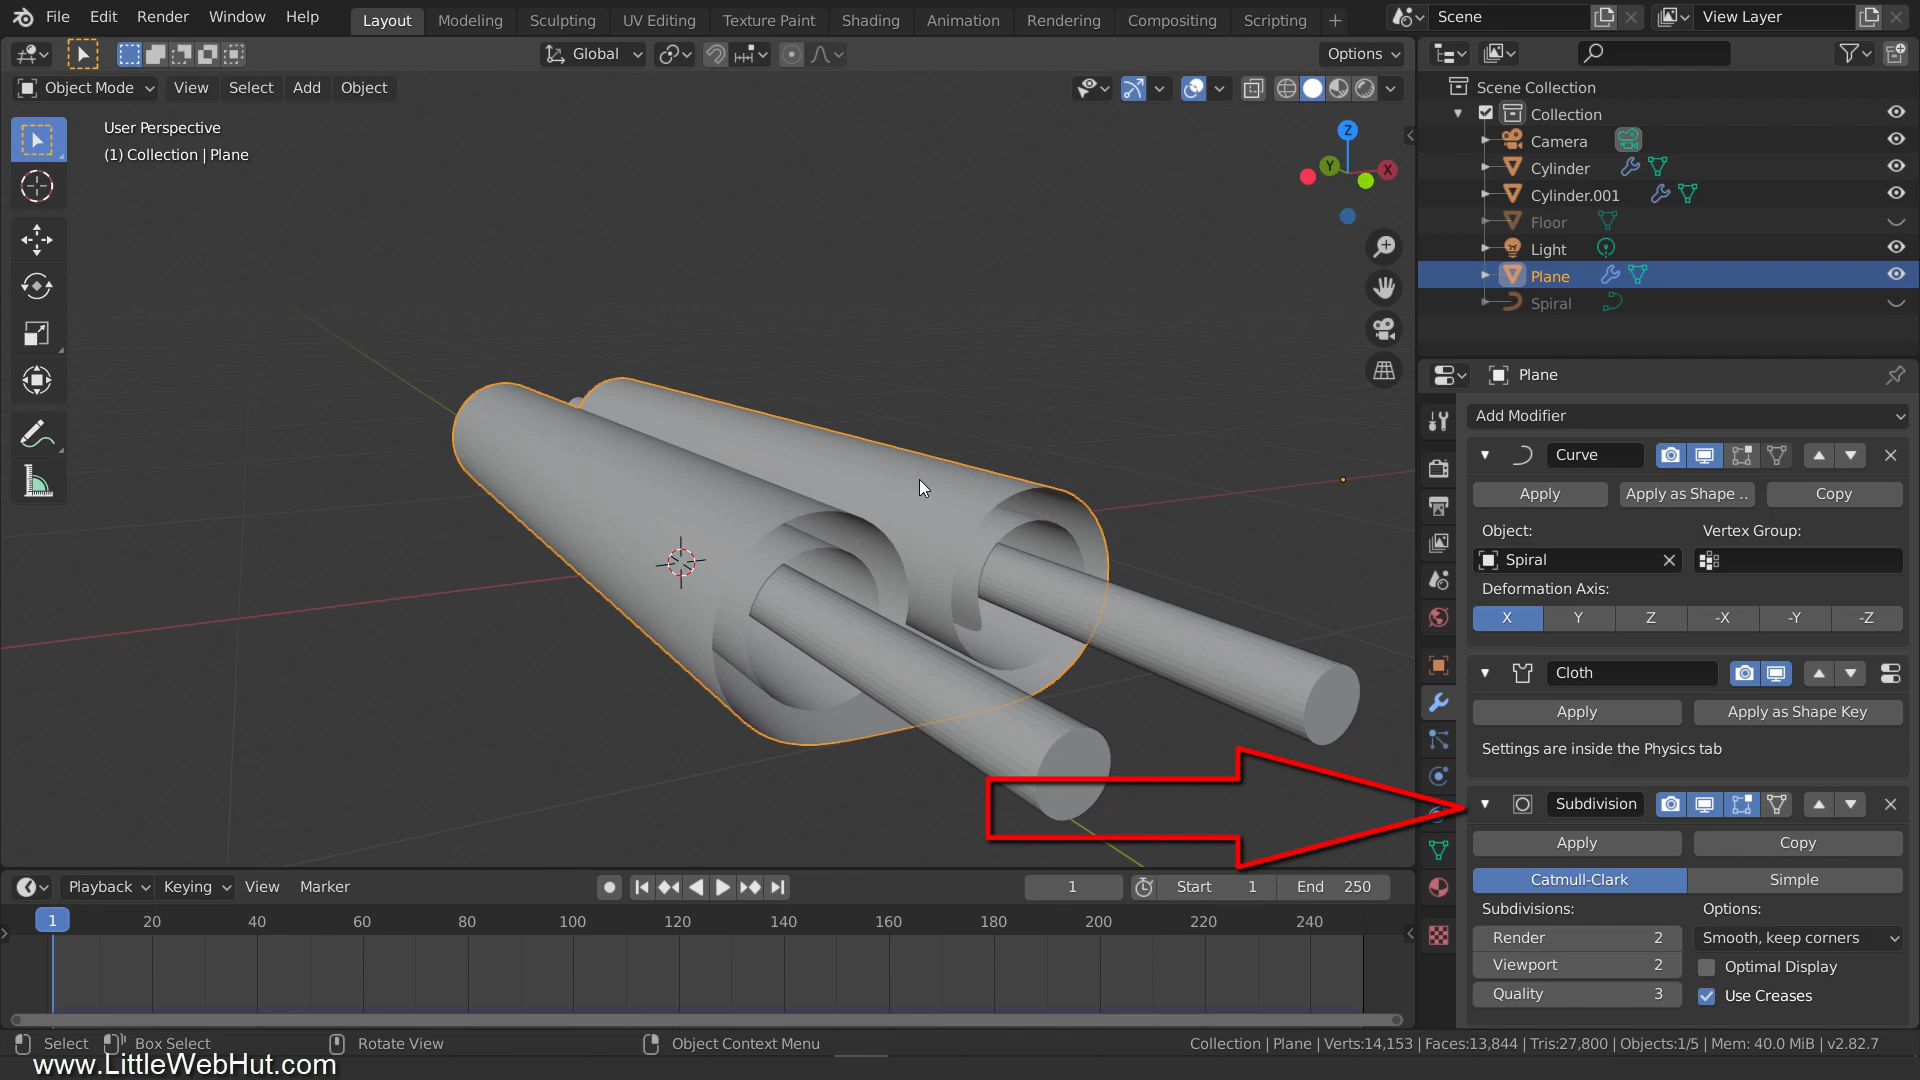 File Edit Render Window Help Layout Modeling Sculpting UV Editing Texture Paint Shading Animation Rendering Compositing Scripting + Scene View Layer
Global Options
Object Mode View Select Add Object
User Perspective
(1) Collection | Plane
Z
Y
X
Scene Collection
Collection
Camera
Cylinder
Cylinder.001
Floor
Light
Plane
Spiral
Plane
Add Modifier
Curve
Apply Apply as Shape .. Copy
Object: Vertex Group:
Spiral
Deformation Axis:
X Y Z -X -Y -Z
Cloth
Apply Apply as Shape Key
Settings are inside the Physics tab
Subdivision
Apply Copy
Catmull-Clark Simple
Subdivisions: Options:
Render 2 Smooth, keep corners
Viewport 2 Optimal Display
Quality 3 Use Creases
Playback Keying View Marker 1 Start 1 End 250
1 20 40 60 80 100 120 140 160 180 200 220 240
Select Box Select Rotate View Object Context Menu Collection | Plane | Verts:14,153 | Faces:13,844 | Tris:27,800 | Objects:1/5 | Mem: 40.0 MiB | v2.82.7
www.LittleWebHut.com